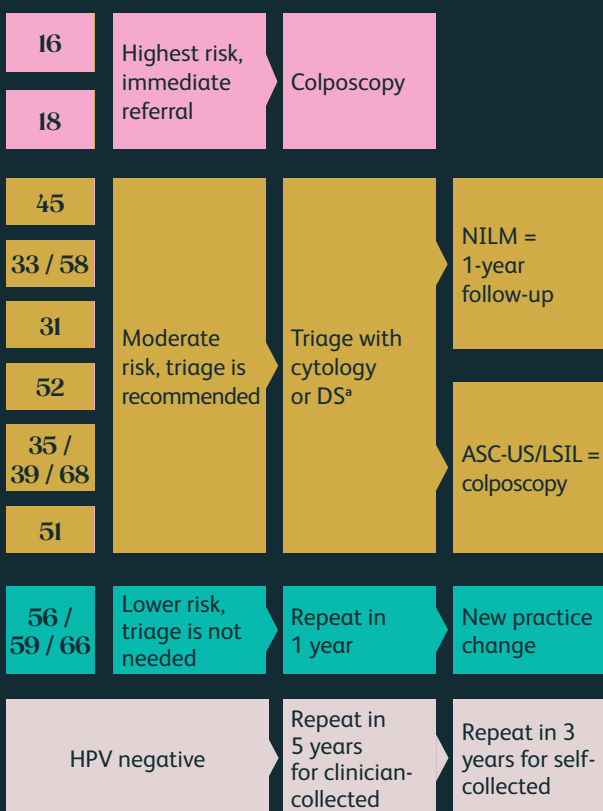 16
18
Highest risk,
immediate
referral
Colposcopy
45
33 / 58
31
52
35 /
39 / 68
51
Moderate
risk, triage is
recommended
Triage with
cytology
or DSᵃ
NILM =
1-year
follow-up
ASC-US/LSIL =
colposcopy
56 /
59 / 66
Lower risk,
triage is not
needed
Repeat in
1 year
New practice
change
HPV negative
Repeat in
5 years
for clinician-
collected
Repeat in 3
years for self-
collected